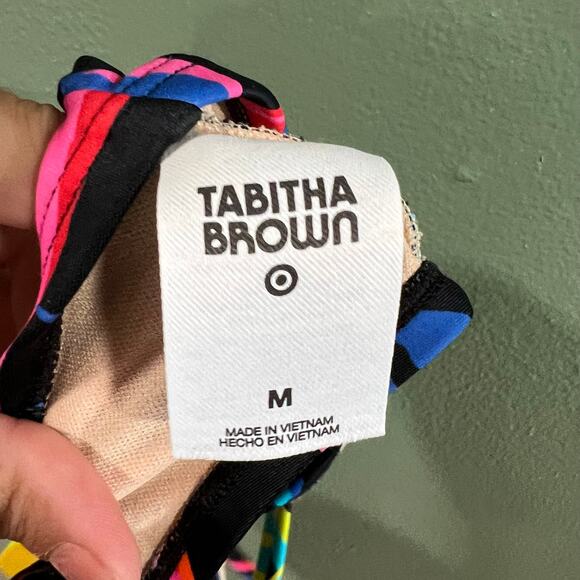 TABITHA
BROWN
M
MADE IN VIETNAM
HECHO EN VIETNAM